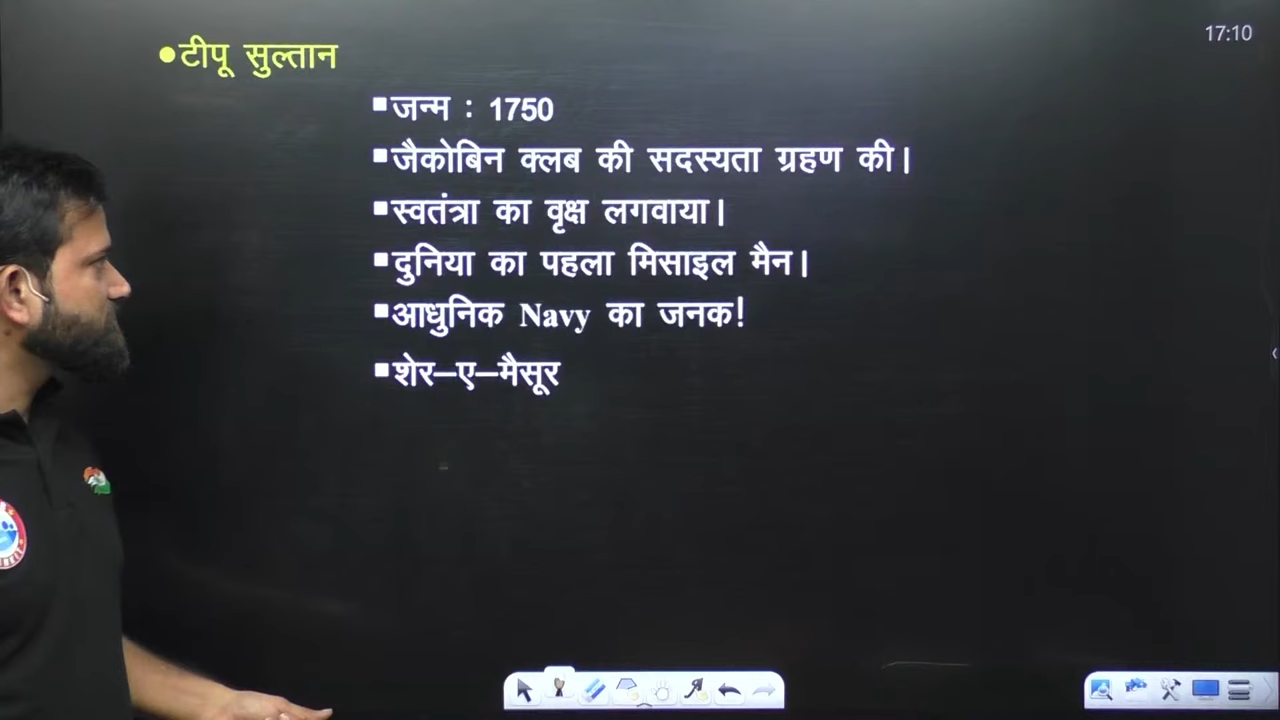 17:10
●टीपू सुल्तान
▪जन्म : 1750
▪जैकोबिन क्लब की सदस्यता ग्रहण की।
▪स्वतंत्रा का वृक्ष लगवाया।
▪दुनिया का पहला मिसाइल मैन।
▪आधुनिक Navy का जनक!
▪शेर–ए–मैसूर